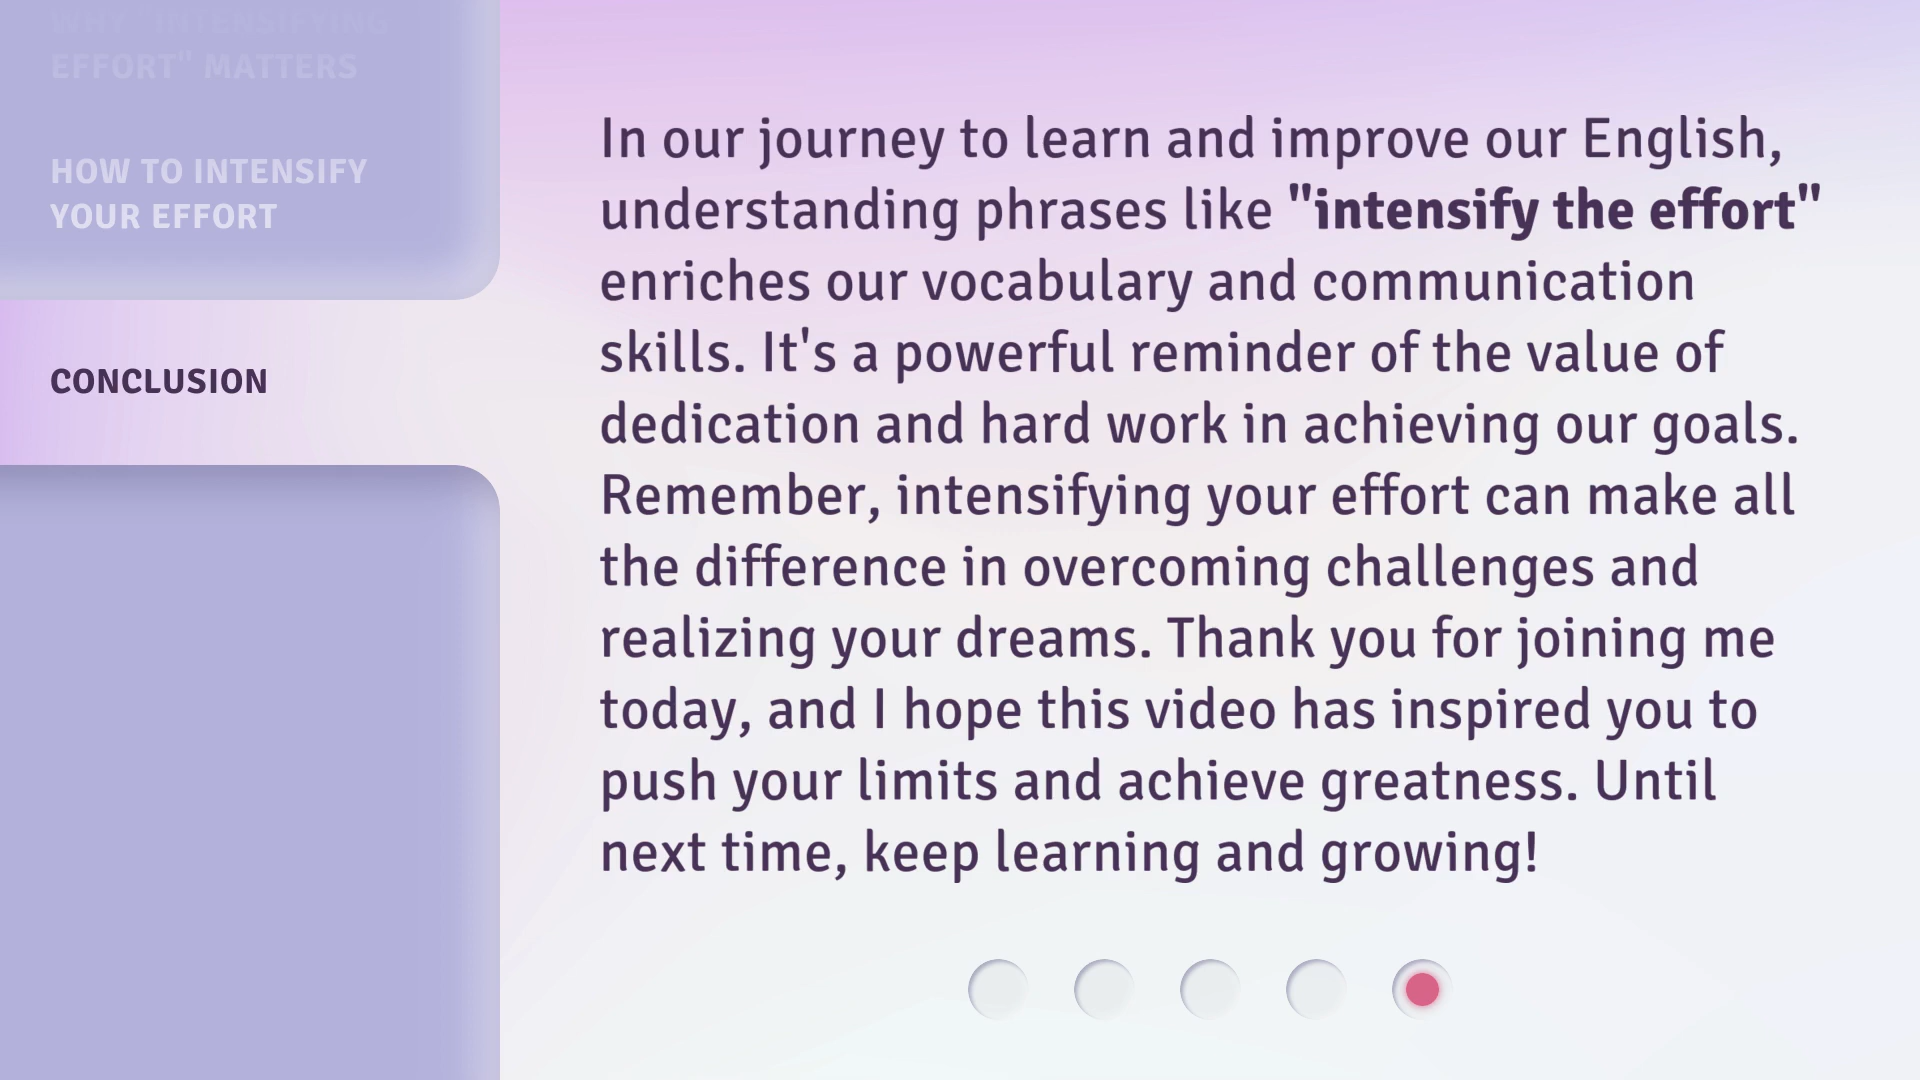 WHY "INTENSIFYING
EFFORT" MATTERS
HOW TO INTENSIFY
YOUR EFFORT
CONCLUSION
In our journey to learn and improve our English,
understanding phrases like "intensify the effort"
enriches our vocabulary and communication
skills. It's a powerful reminder of the value of
dedication and hard work in achieving our goals.
Remember, intensifying your effort can make all
the difference in overcoming challenges and
realizing your dreams. Thank you for joining me
today, and I hope this video has inspired you to
push your limits and achieve greatness. Until
next time, keep learning and growing!